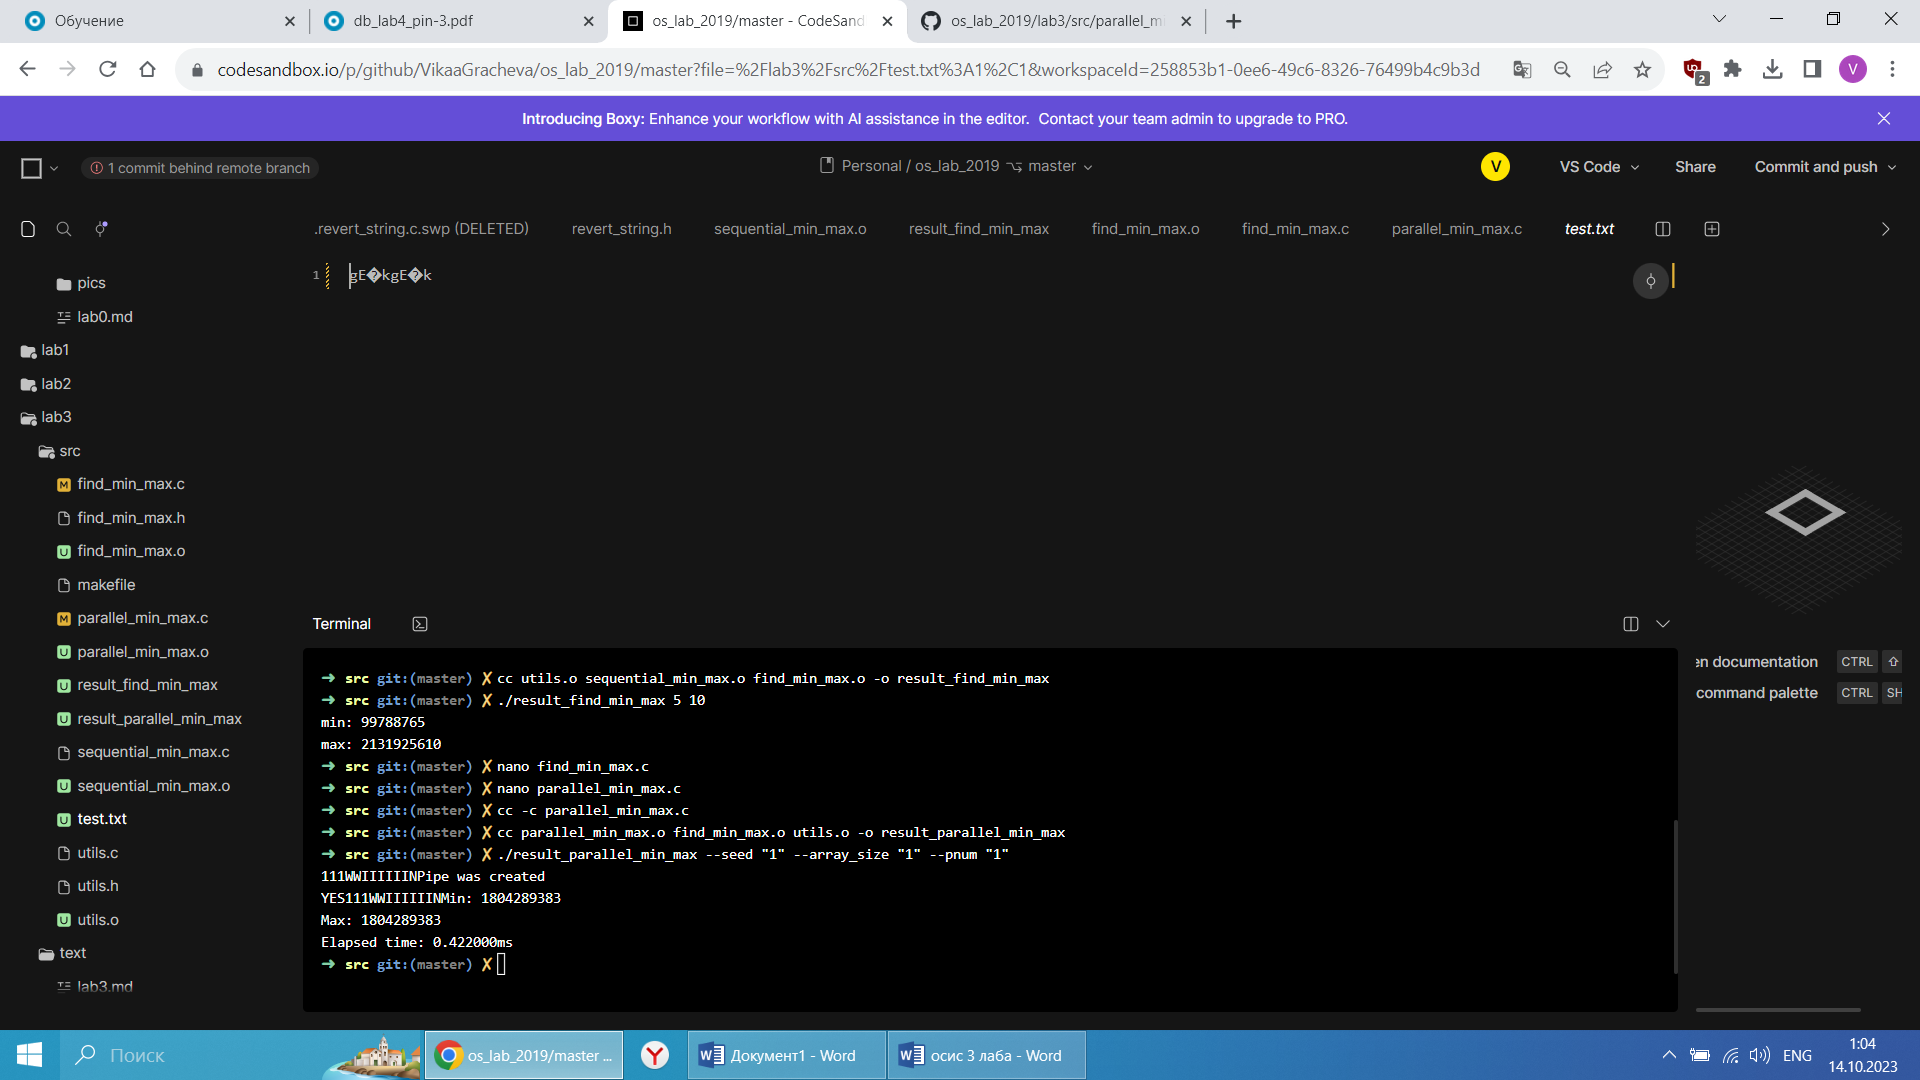 Обучение
db_lab4_pin-3.pdf
os_lab_2019/master - CodeSand
os_lab_2019/lab3/src/parallel_mi
codesandbox.io/p/github/VikaaGracheva/os_lab_2019/master?file=%2Flab3%2Fsrc%2Ftest.txt%3A1%2C1&workspaceId=258853b1-0ee6-49c6-8326-76499b4c9b3d
2
V
Introducing Boxy: Enhance your workflow with AI assistance in the editor. Contact your team admin to upgrade to PRO.
1 commit behind remote branch
Personal / os_lab_2019 master
V
VS Code
Share
Commit and push
.revert_string.c.swp (DELETED)
revert_string.h
sequential_min_max.o
result_find_min_max
find_min_max.o
find_min_max.c
parallel_min_max.c
test.txt
1 gE�kgE�k
pics
lab0.md
lab1
lab2
lab3
src
M find_min_max.c
find_min_max.h
U find_min_max.o
makefile
M parallel_min_max.c
U parallel_min_max.o
U result_find_min_max
U result_parallel_min_max
sequential_min_max.c
U sequential_min_max.o
U test.txt
utils.c
utils.h
U utils.o
text
lab3.md
Terminal
➜ src git:(master) ✗ cc utils.o sequential_min_max.o find_min_max.o -o result_find_min_max
➜ src git:(master) ✗ ./result_find_min_max 5 10
min: 99788765
max: 2131925610
➜ src git:(master) ✗ nano find_min_max.c
➜ src git:(master) ✗ nano parallel_min_max.c
➜ src git:(master) ✗ cc -c parallel_min_max.c
➜ src git:(master) ✗ cc parallel_min_max.o find_min_max.o utils.o -o result_parallel_min_max
➜ src git:(master) ✗ ./result_parallel_min_max --seed "1" --array_size "1" --pnum "1"
111WWIIIIIINPipe was created
YES111WWIIIIIINMin: 1804289383
Max: 1804289383
Elapsed time: 0.422000ms
➜ src git:(master) ✗
en documentation CTRL ⇧
command palette CTRL SH
Поиск
os_lab_2019/master ...
Документ1 - Word
осис 3 лаба - Word
ENG
1:04
14.10.2023